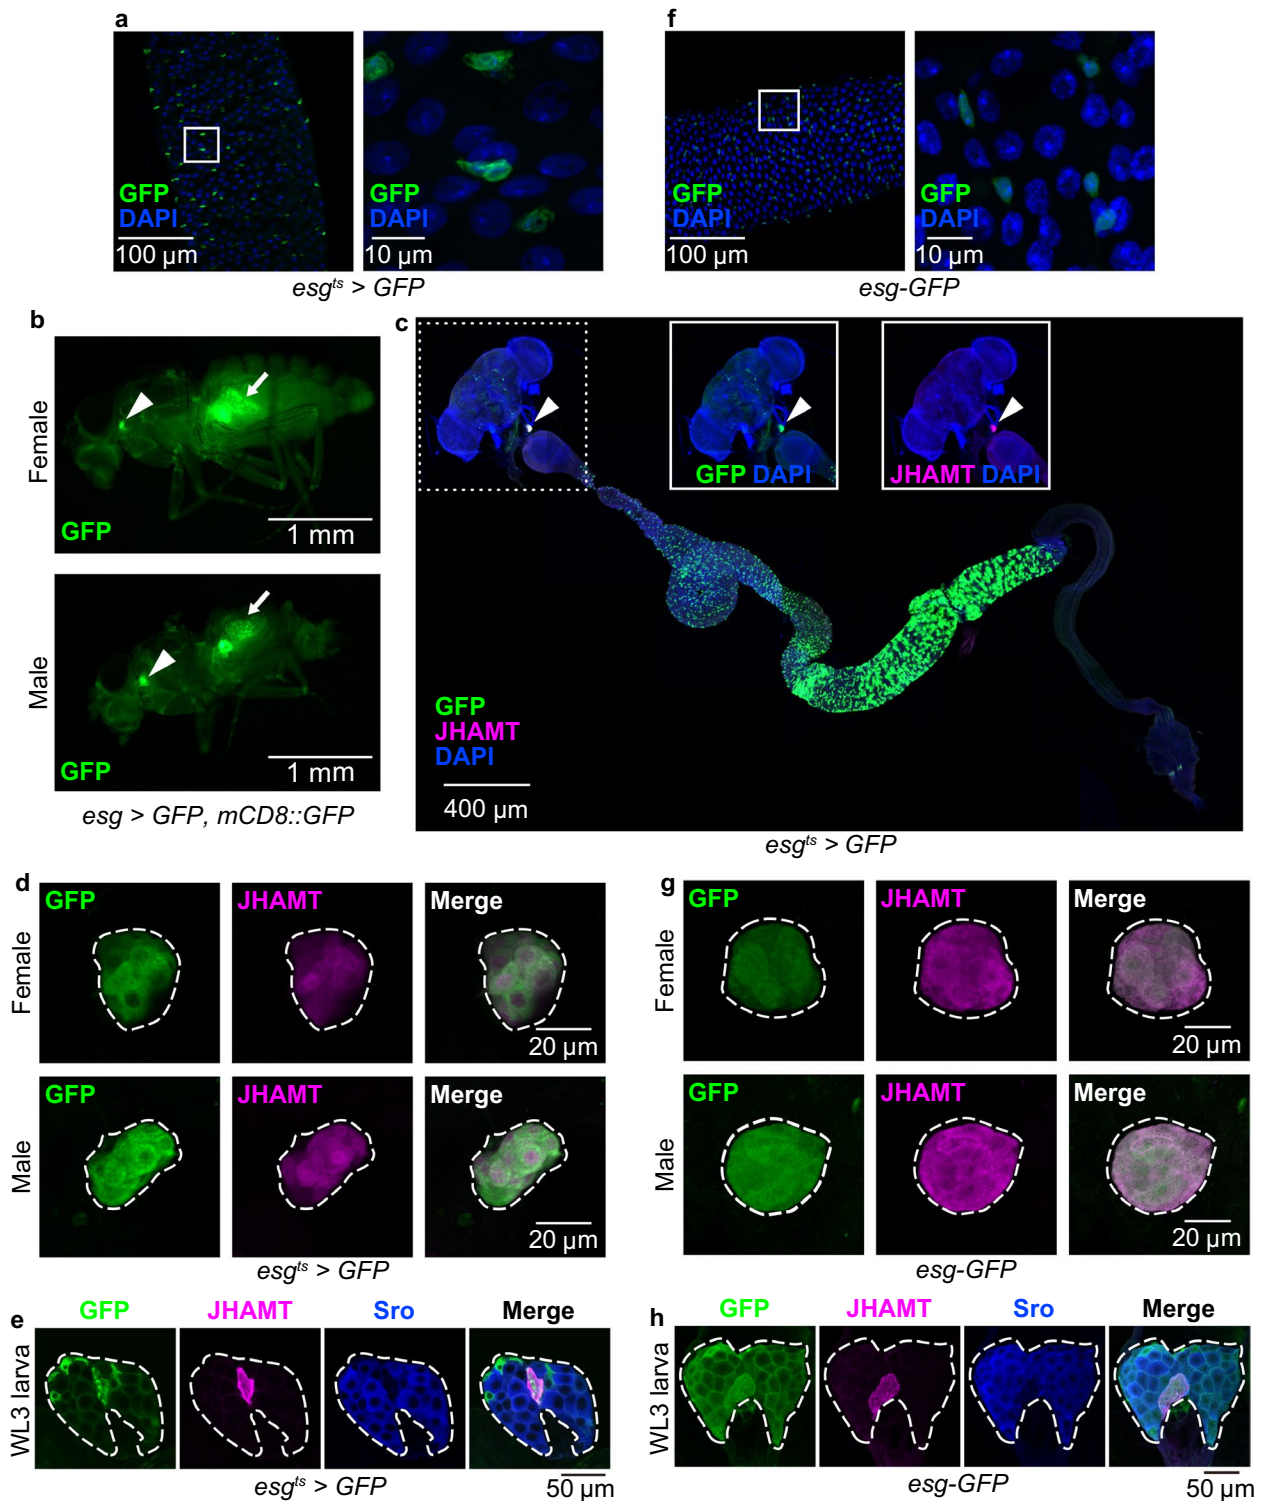 a
GFP
DAPI
100 µm
GFP
DAPI
10 µm
esgᵗˢ > GFP
f
GFP
DAPI
100 µm
GFP
DAPI
10 µm
esg-GFP
b
Female
GFP
1 mm
Male
GFP
1 mm
esg > GFP, mCD8::GFP
c
GFP DAPI
JHAMT DAPI
GFP
JHAMT
DAPI
400 µm
esgᵗˢ > GFP
d
Female
GFP
JHAMT
Merge
20 µm
Male
GFP
JHAMT
Merge
20 µm
esgᵗˢ > GFP
g
Female
GFP
JHAMT
Merge
20 µm
Male
GFP
JHAMT
Merge
20 µm
esg-GFP
e
GFP JHAMT Sro Merge
WL3 larva
esgᵗˢ > GFP
50 µm
h
GFP JHAMT Sro Merge
WL3 larva
esg-GFP
50 µm